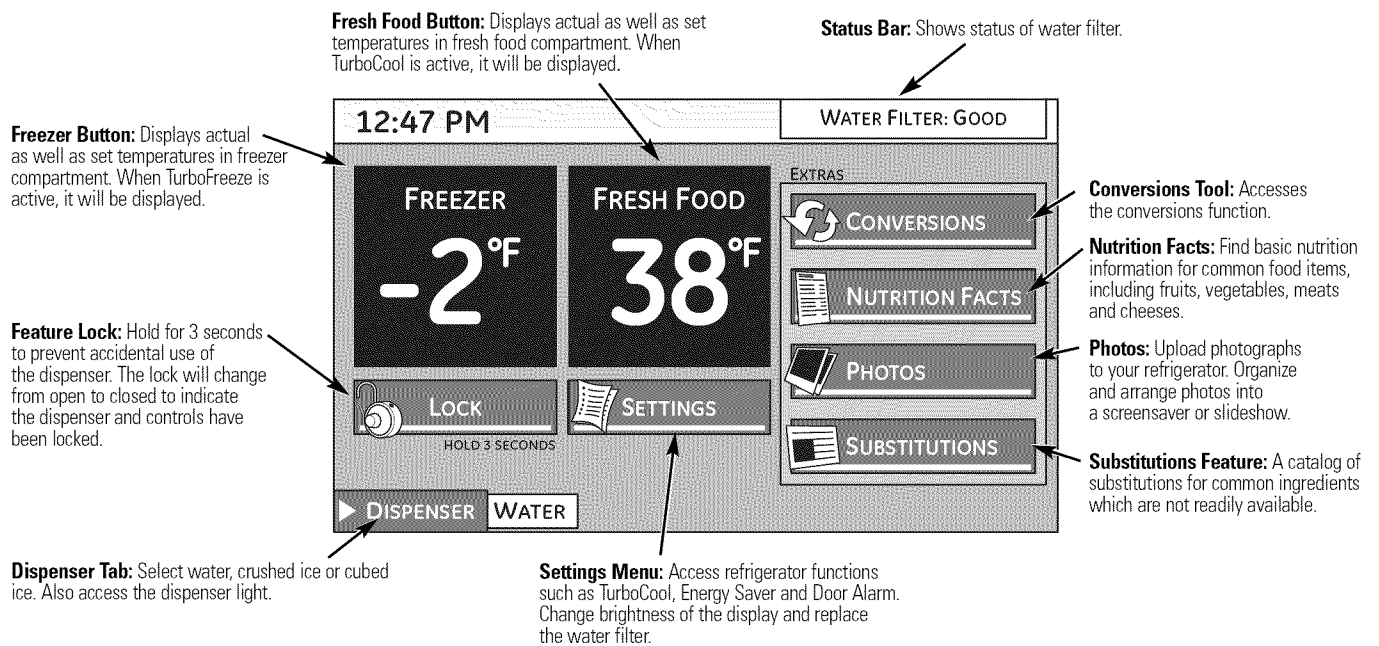 Fresh Food Button: Displays actual as well as set
temperatures in fresh food compartment. When
TurboCool is active, it will be displayed.
Status Bar: Shows status of water filter.
Freezer Button: Displays actual
as well as set temperatures in freezer
compartment. When TurboFreeze is
active, it will be displayed.
Feature Lock: Hold for 3 seconds
to prevent accidental use of
the dispenser. The lock will change
from open to closed to indicate
the dispenser and controls have
been locked.
12:47 PM
WATER FILTER: GOOD
FREEZER
-2°F
FRESH FOOD
38°F
LOCK
HOLD 3 SECONDS
SETTINGS
EXTRAS
CONVERSIONS
NUTRITION FACTS
PHOTOS
SUBSTITUTIONS
DISPENSER
WATER
Conversions Tool: Accesses
the conversions function.
Nutrition Facts: Find basic nutrition
information for common food items,
including fruits, vegetables, meats
and cheeses.
Photos: Upload photographs
to your refrigerator. Organize
and arrange photos into
a screensaver or slideshow.
Substitutions Feature: A catalog of
substitutions for common ingredients
which are not readily available.
Dispenser Tab: Select water, crushed ice or cubed
ice. Also access the dispenser light.
Settings Menu: Access refrigerator functions
such as TurboCool, Energy Saver and Door Alarm.
Change brightness of the display and replace
the water filter.